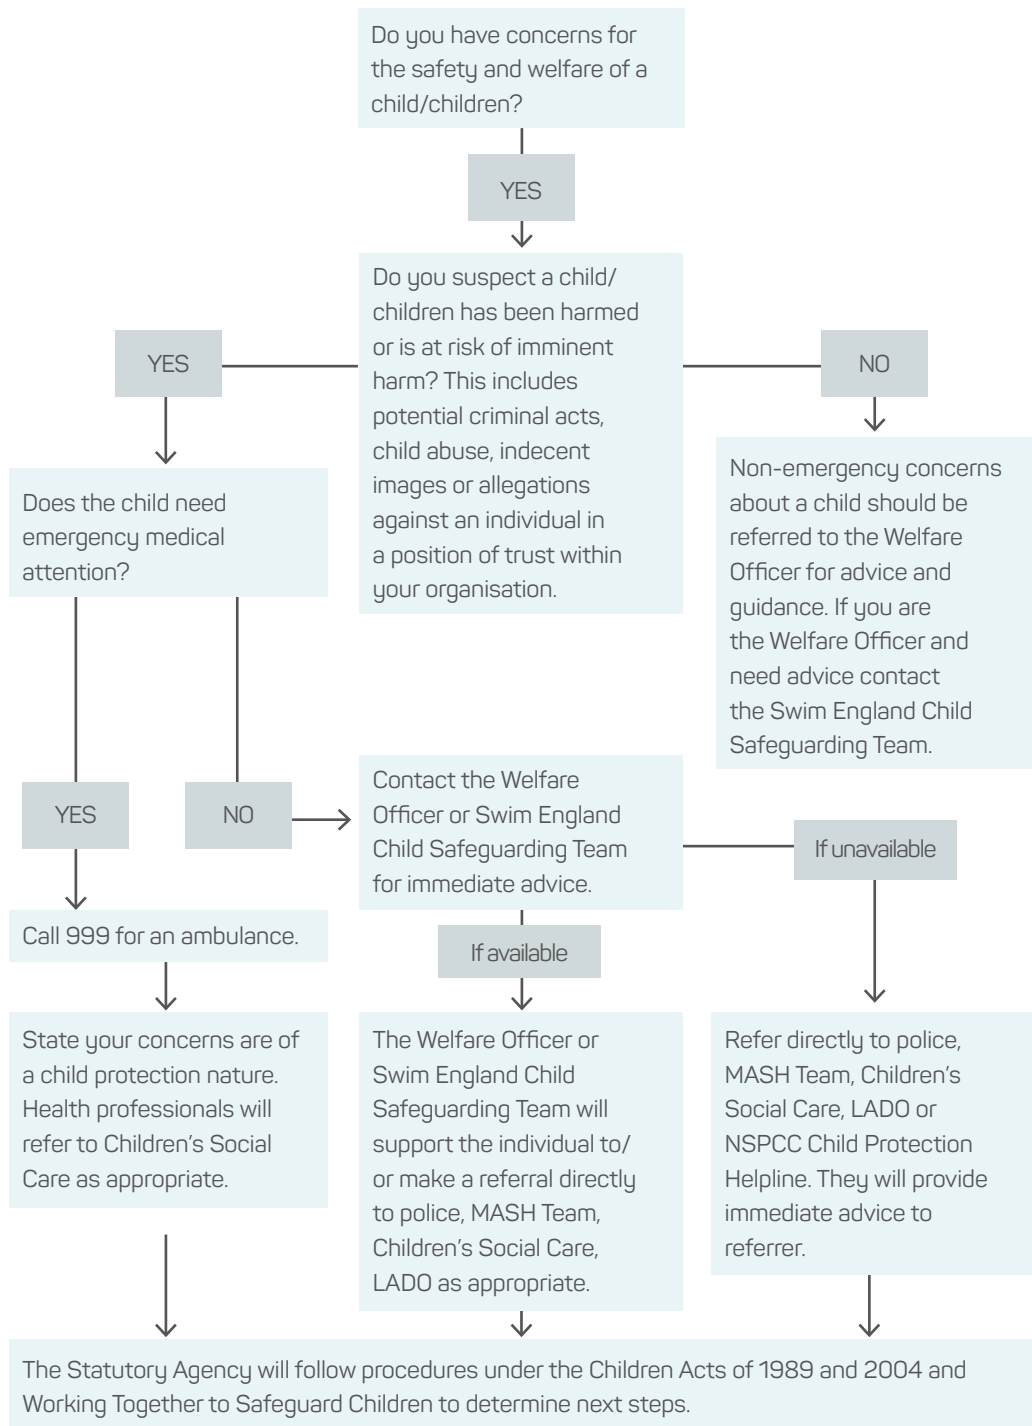 Do you have concerns for
the safety and welfare of a
child/children?
YES
Do you suspect a child/
children has been harmed
or is at risk of imminent
harm? This includes
potential criminal acts,
child abuse, indecent
images or allegations
against an individual in
a position of trust within
your organisation.
YES
NO
Does the child need
emergency medical
attention?
Non-emergency concerns
about a child should be
referred to the Welfare
Officer for advice and
guidance. If you are
the Welfare Officer and
need advice contact
the Swim England Child
Safeguarding Team.
YES
NO
Contact the Welfare
Officer or Swim England
Child Safeguarding Team
for immediate advice.
If unavailable
Call 999 for an ambulance.
If available
State your concerns are of
a child protection nature.
Health professionals will
refer to Children's Social
Care as appropriate.
The Welfare Officer or
Swim England Child
Safeguarding Team will
support the individual to/
or make a referral directly
to police, MASH Team,
Children's Social Care,
LADO as appropriate.
Refer directly to police,
MASH Team, Children's
Social Care, LADO or
NSPCC Child Protection
Helpline. They will provide
immediate advice to
referrer.
The Statutory Agency will follow procedures under the Children Acts of 1989 and 2004 and
Working Together to Safeguard Children to determine next steps.